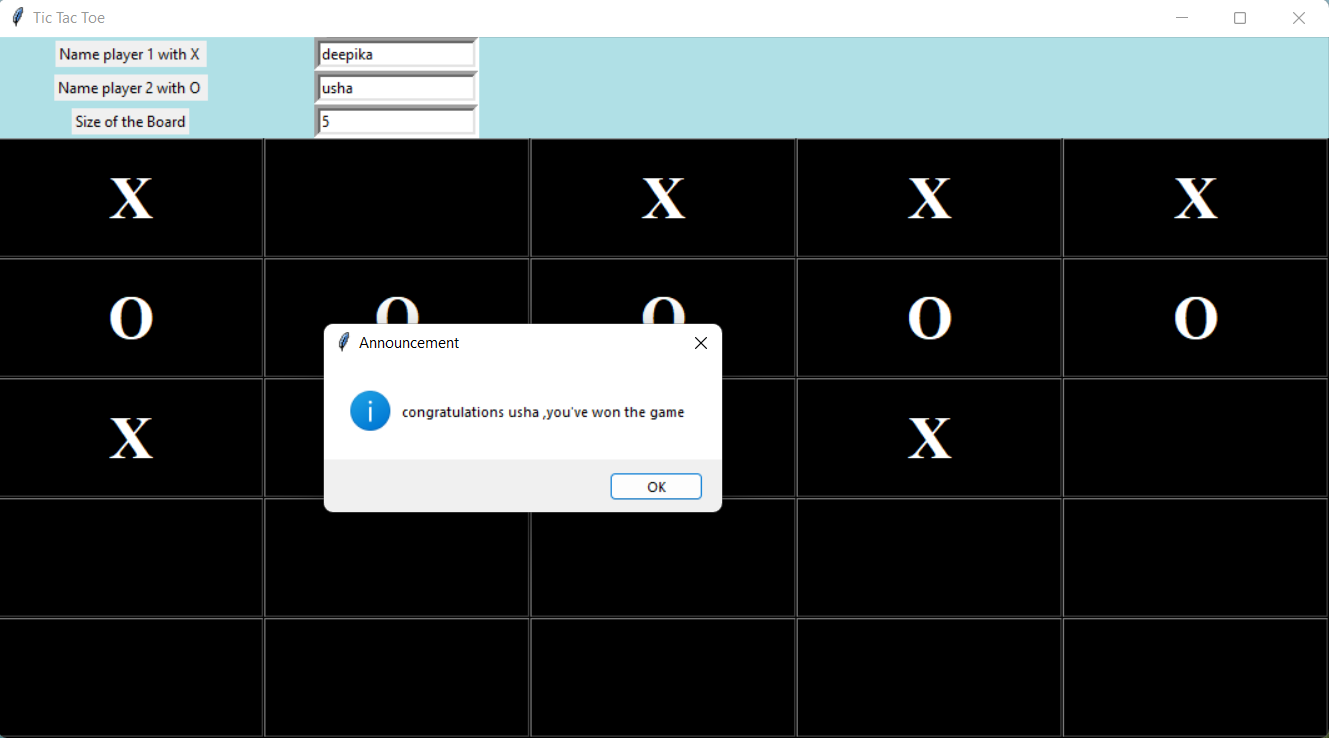 Tic Tac Toe
Name player 1 with X deepika
Name player 2 with O usha
Size of the Board 5
X X X X
O O O O O
Announcement
congratulations usha ,you've won the game
X X
OK